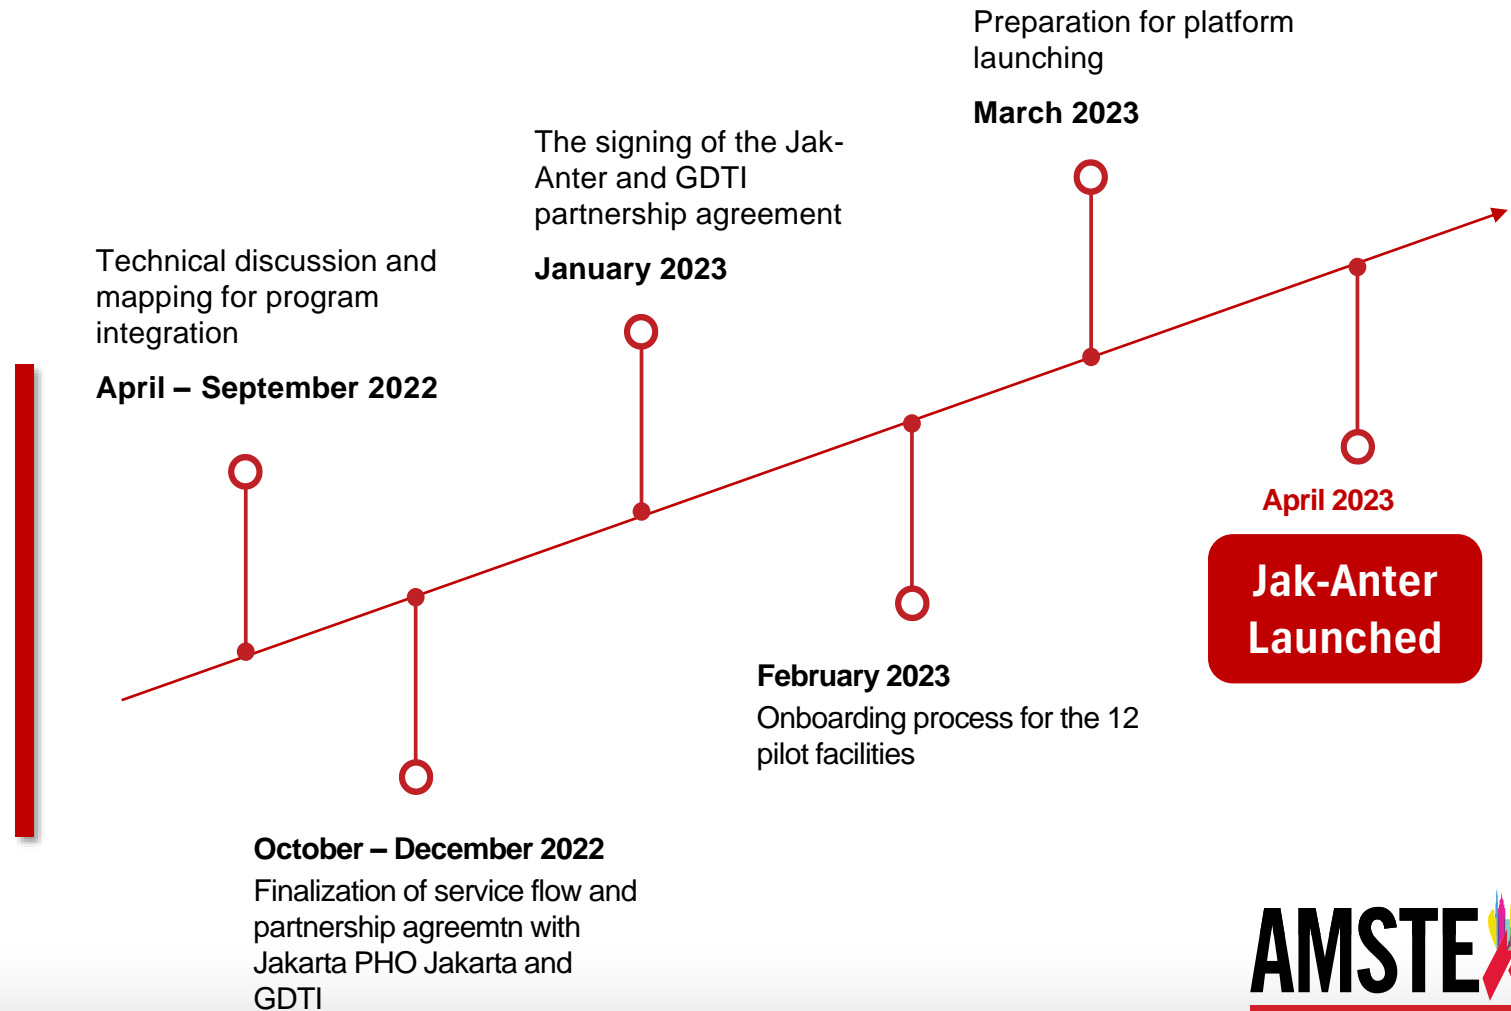 Preparation for platform
launching
March 2023
The signing of the Jak-
Anter and GDTI
partnership agreement
January 2023
Technical discussion and
mapping for program
integration
April – September 2022
April 2023
Jak-Anter
Launched
February 2023
Onboarding process for the 12
pilot facilities
October – December 2022
Finalization of service flow and
partnership agreemtn with
Jakarta PHO Jakarta and
GDTI
AMSTE